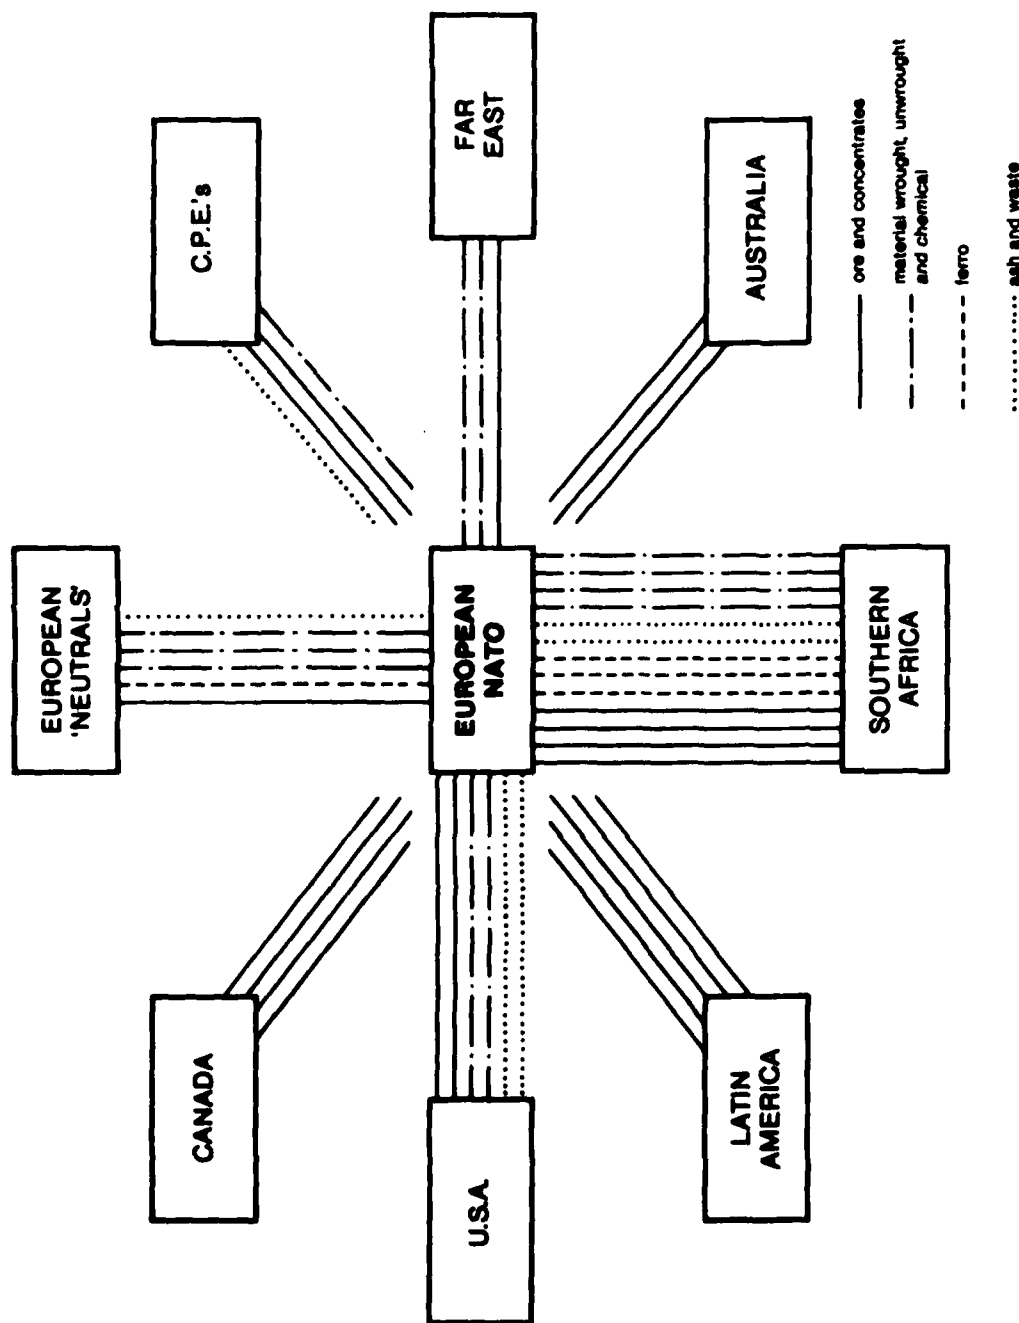 EUROPEAN
'NEUTRALS'
CANADA
C.P.E.'s
U.S.A.
EUROPEAN
NATO
FAR
EAST
LATIN
AMERICA
SOUTHERN
AFRICA
AUSTRALIA
ore and concentrates
material wrought, unwrought
and chemical
ferro
ash and waste